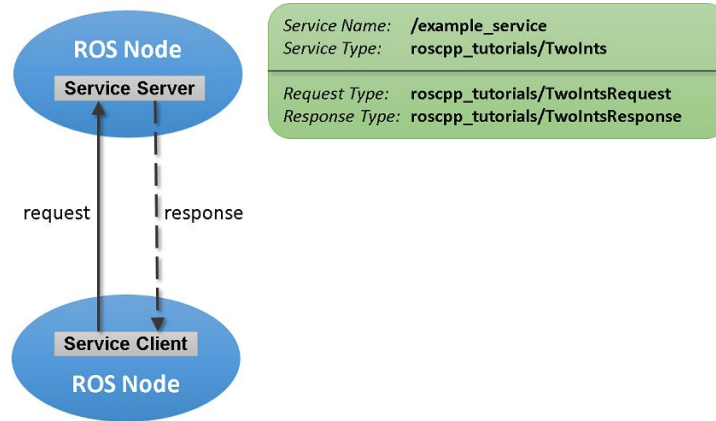 ROS Node
Service Server
request
response
Service Client
ROS Node
Service Name: /example_service
Service Type: roscpp_tutorials/TwoInts
Request Type: roscpp_tutorials/TwoIntsRequest
Response Type: roscpp_tutorials/TwoIntsResponse